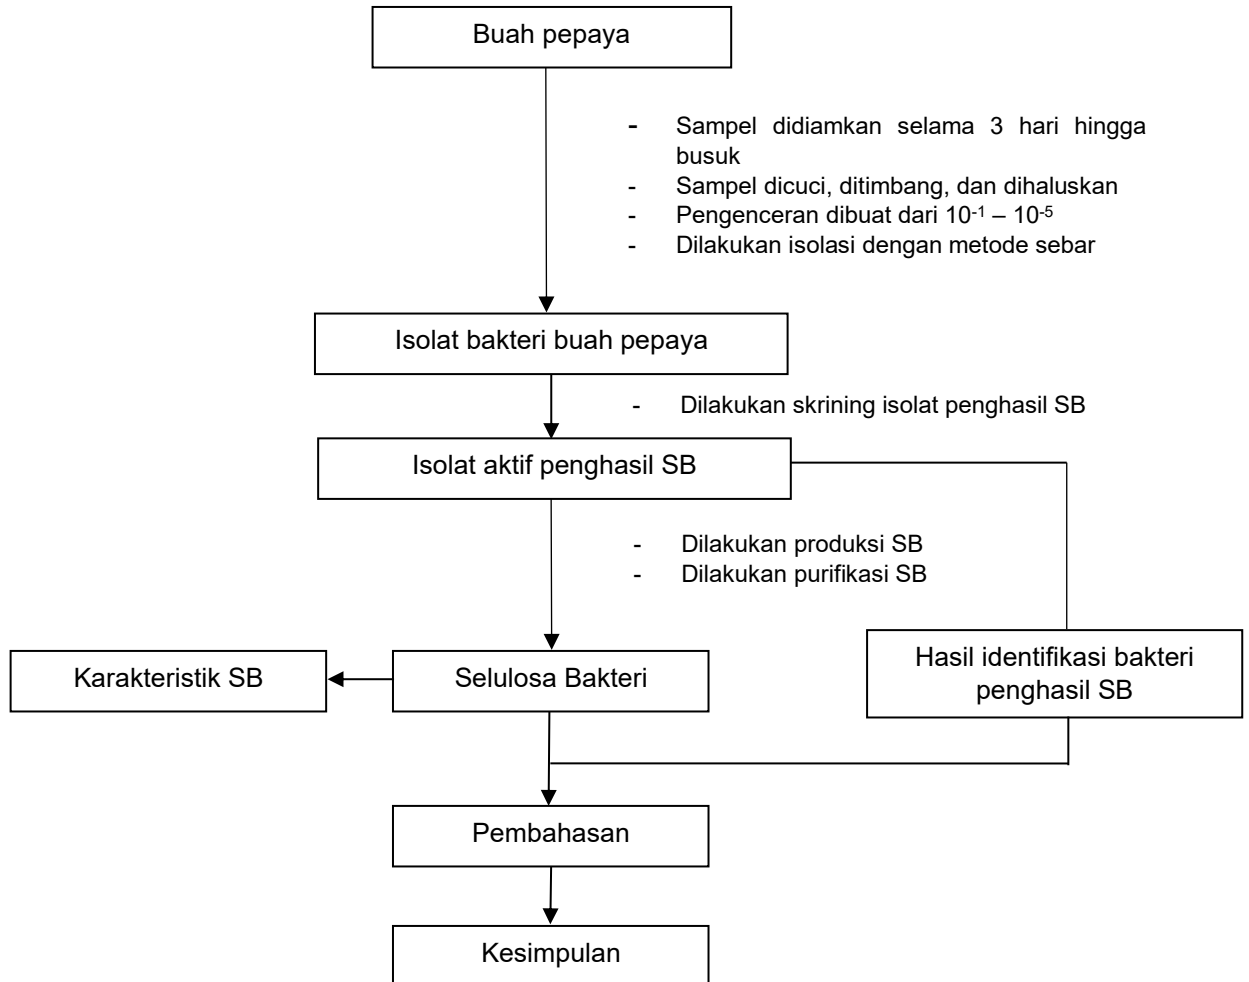 Buah pepaya
- Sampel didiamkan selama 3 hari hingga
busuk
- Sampel dicuci, ditimbang, dan dihaluskan
- Pengenceran dibuat dari 10⁻¹ – 10⁻⁵
- Dilakukan isolasi dengan metode sebar
Isolat bakteri buah pepaya
- Dilakukan skrining isolat penghasil SB
Isolat aktif penghasil SB
- Dilakukan produksi SB
- Dilakukan purifikasi SB
Karakteristik SB
Selulosa Bakteri
Hasil identifikasi bakteri
penghasil SB
Pembahasan
Kesimpulan